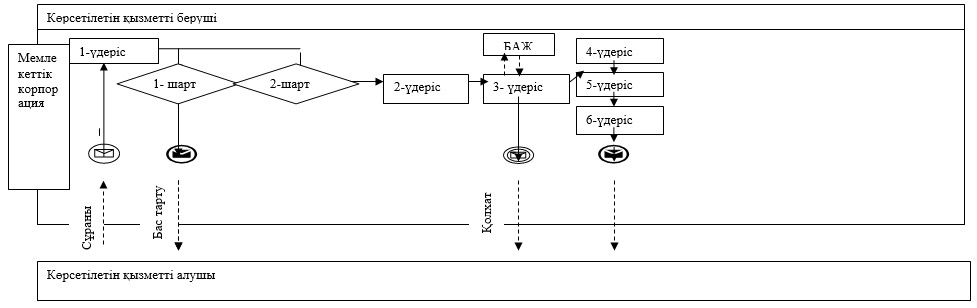 Көрсетілетін қызметті беруші
Мемле
кеттік
корпор
ация
1-үдеріс
1- шарт
2-шарт
2-үдеріс
БАЖ
3- үдеріс
4-үдеріс
5-үдеріс
6-үдеріс
Сұраны
Бас тарту
Қолхат
Көрсетілетін қызметті алушы